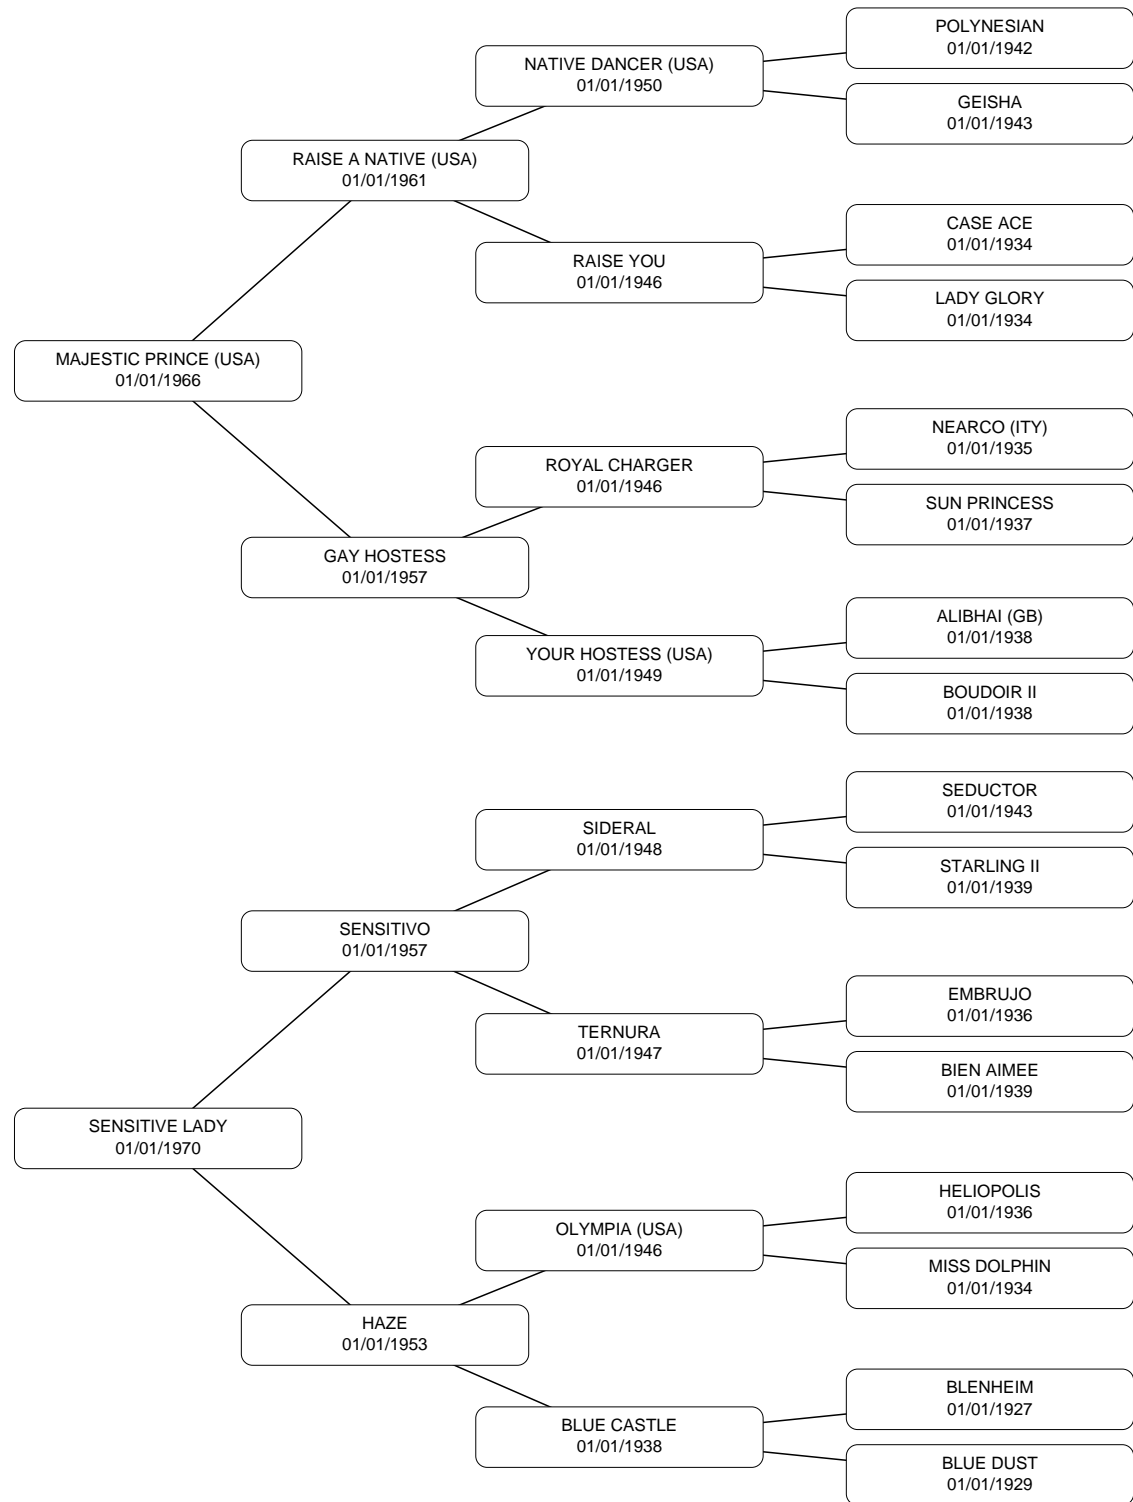 POLYNESIAN
01/01/1942
NATIVE DANCER (USA)
01/01/1950
GEISHA
01/01/1943
RAISE A NATIVE (USA)
01/01/1961
CASE ACE
01/01/1934
RAISE YOU
01/01/1946
LADY GLORY
01/01/1934
MAJESTIC PRINCE (USA)
01/01/1966
NEARCO (ITY)
01/01/1935
ROYAL CHARGER
01/01/1946
SUN PRINCESS
01/01/1937
GAY HOSTESS
01/01/1957
ALIBHAI (GB)
01/01/1938
YOUR HOSTESS (USA)
01/01/1949
BOUDOIR II
01/01/1938
SEDUCTOR
01/01/1943
SIDERAL
01/01/1948
STARLING II
01/01/1939
SENSITIVO
01/01/1957
EMBRUJO
01/01/1936
TERNURA
01/01/1947
BIEN AIMEE
01/01/1939
SENSITIVE LADY
01/01/1970
HELIOPOLIS
01/01/1936
OLYMPIA (USA)
01/01/1946
MISS DOLPHIN
01/01/1934
HAZE
01/01/1953
BLENHEIM
01/01/1927
BLUE CASTLE
01/01/1938
BLUE DUST
01/01/1929